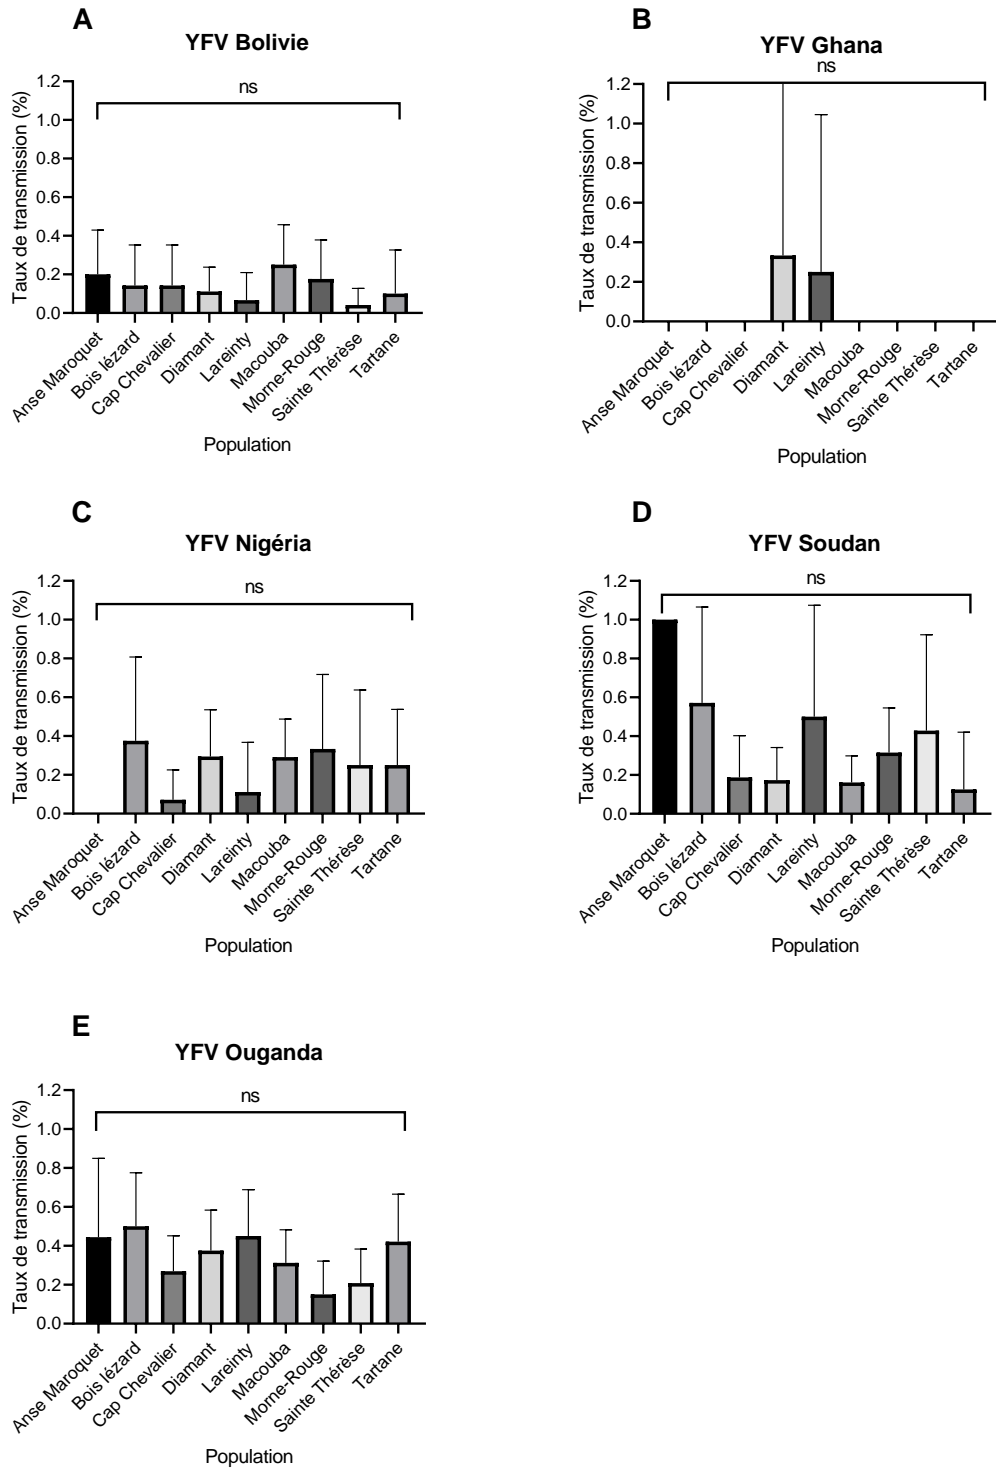 A
YFV Bolivie
ns
1.2
1.0
0.8
0.6
0.4
0.2
0.0
Taux de transmission (%)
Anse Maroquet
Bois lézard
Cap Chevalier
Diamant
Lareinty
Macouba
Morne-Rouge
Sainte Thérèse
Tartane
Population
B
YFV Ghana
ns
1.2
1.0
0.8
0.6
0.4
0.2
0.0
Taux de transmission (%)
Anse Maroquet
Bois lézard
Cap Chevalier
Diamant
Lareinty
Macouba
Morne-Rouge
Sainte Thérèse
Tartane
Population
C
YFV Nigéria
ns
1.2
1.0
0.8
0.6
0.4
0.2
0.0
Taux de transmission (%)
Anse Maroquet
Bois lézard
Cap Chevalier
Diamant
Lareinty
Macouba
Morne-Rouge
Sainte Thérèse
Tartane
Population
D
YFV Soudan
ns
1.2
1.0
0.8
0.6
0.4
0.2
0.0
Taux de transmission (%)
Anse Maroquet
Bois lézard
Cap Chevalier
Diamant
Lareinty
Macouba
Morne-Rouge
Sainte Thérèse
Tartane
Population
E
YFV Ouganda
ns
1.2
1.0
0.8
0.6
0.4
0.2
0.0
Taux de transmission (%)
Anse Maroquet
Bois lézard
Cap Chevalier
Diamant
Lareinty
Macouba
Morne-Rouge
Sainte Thérèse
Tartane
Population